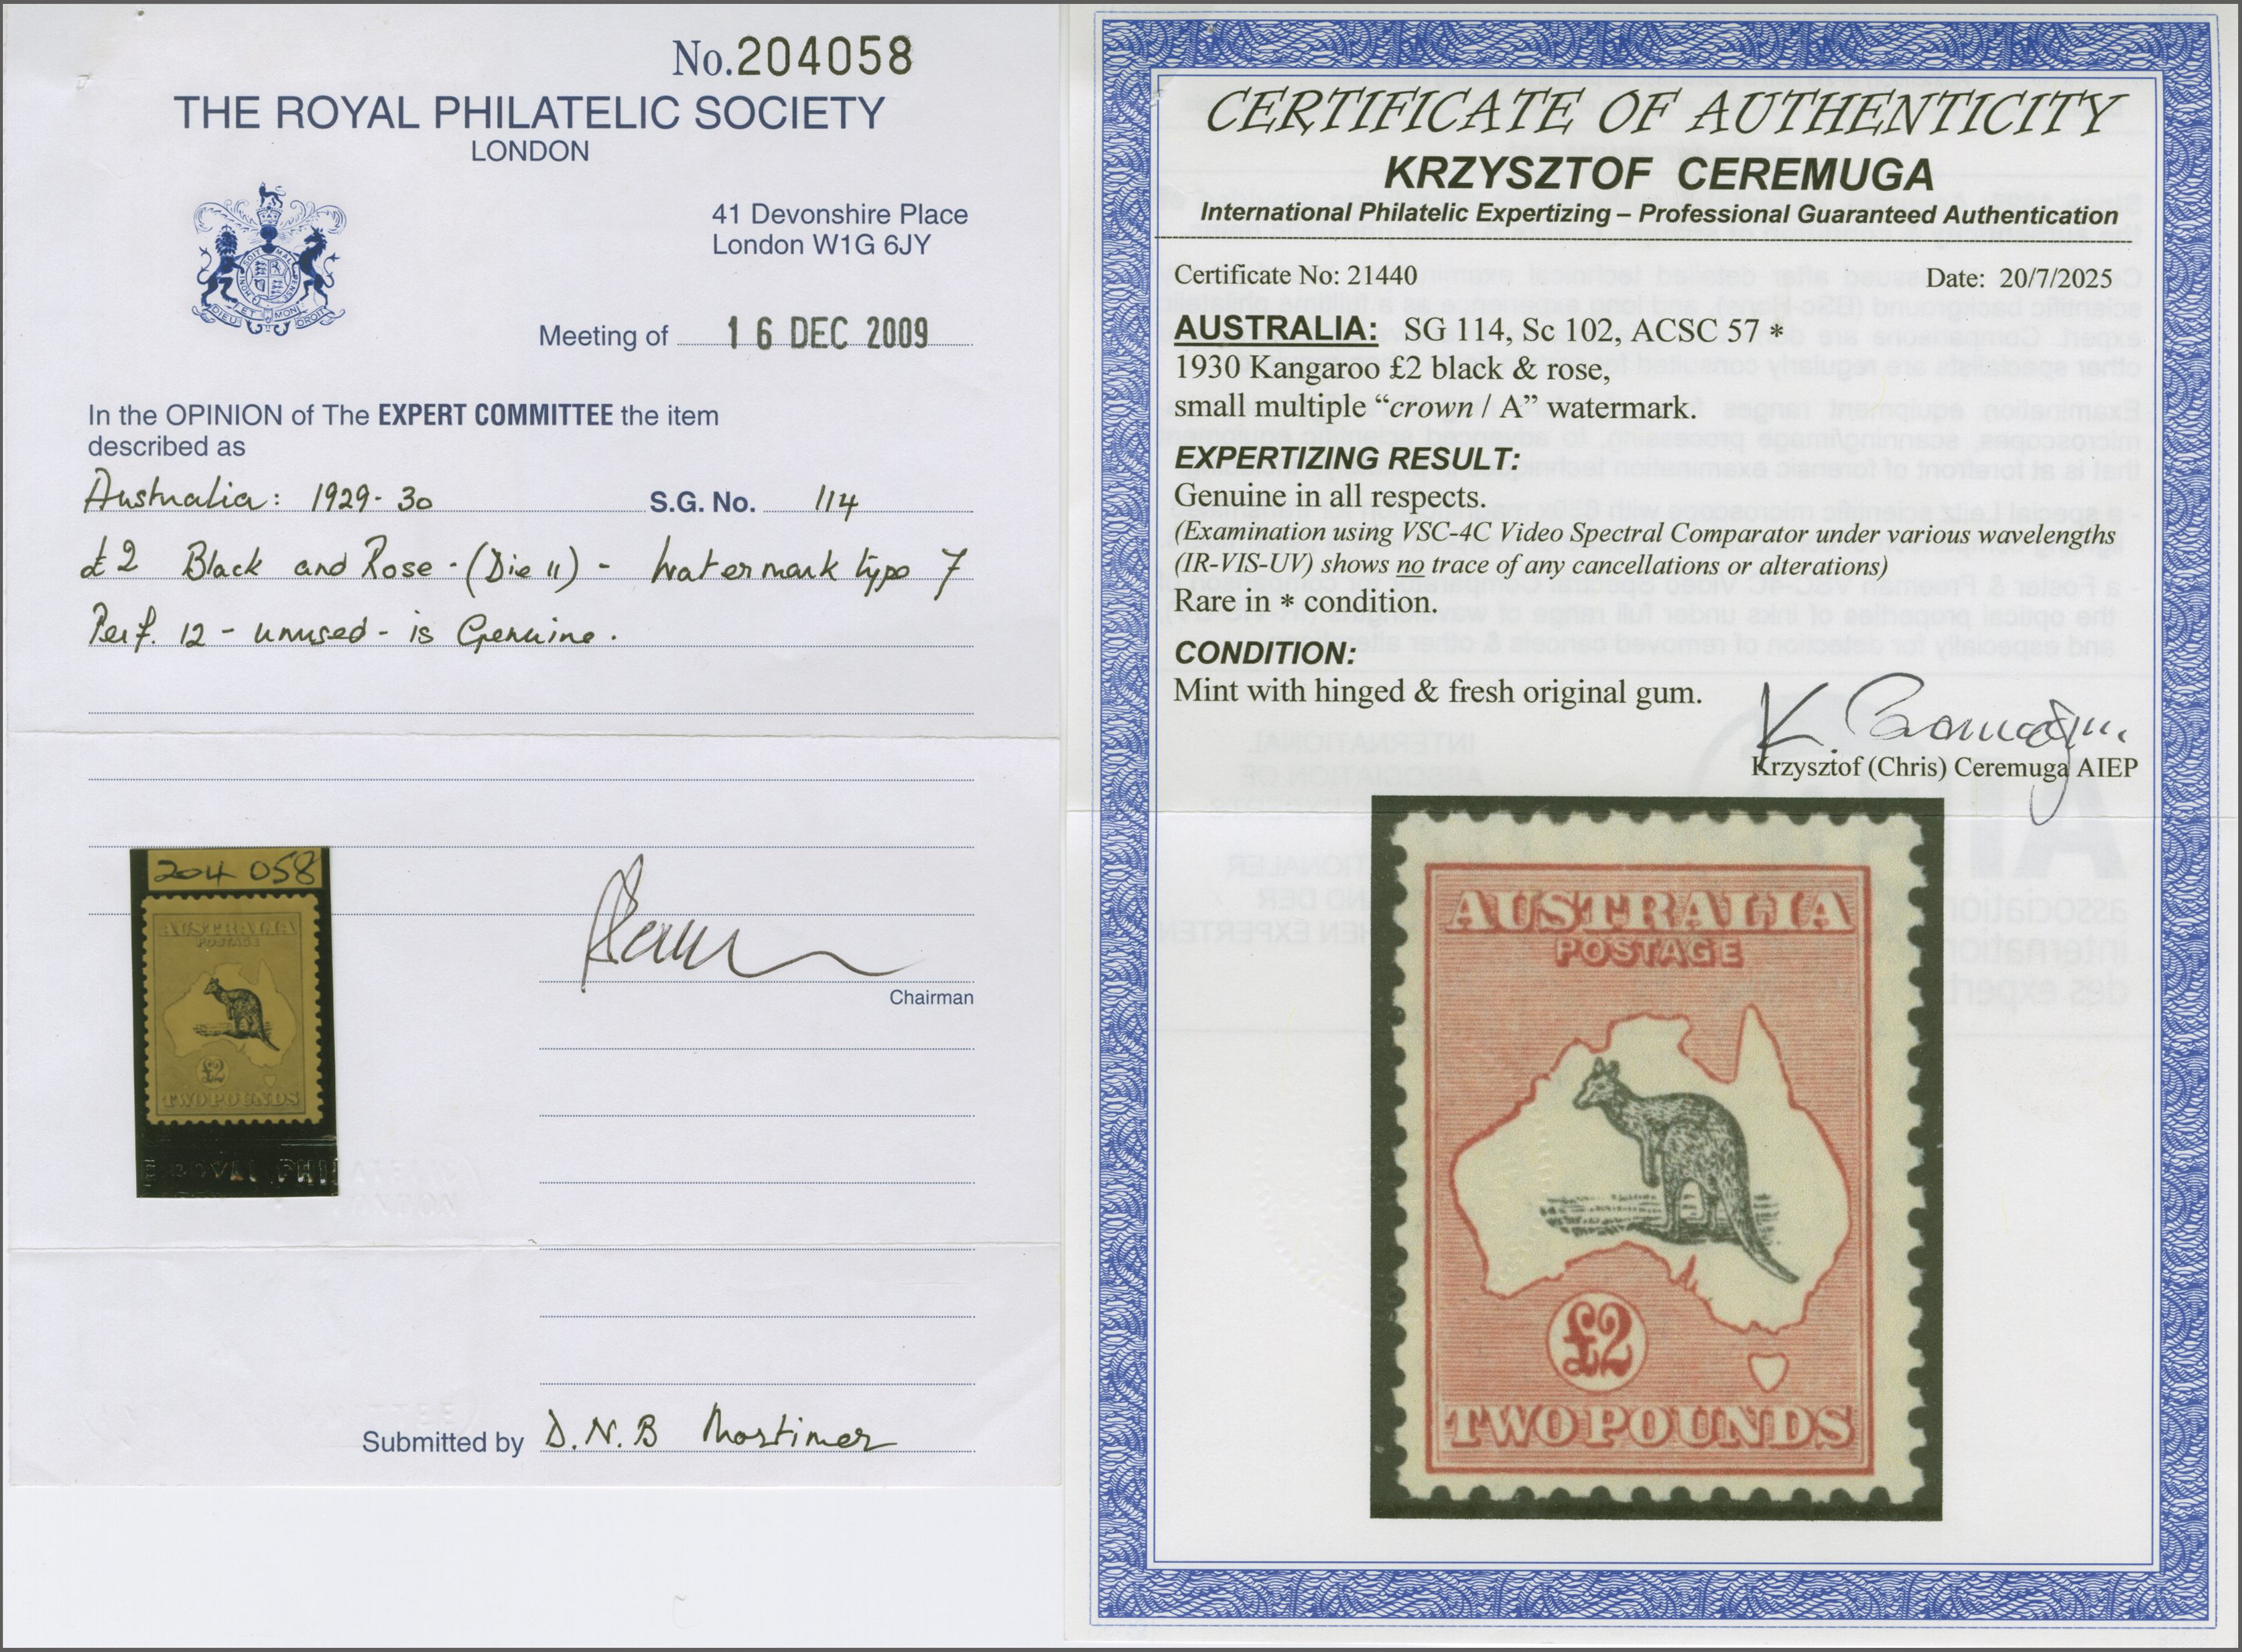 No.204058
THE ROYAL PHILATELIC SOCIETY
LONDON
41 Devonshire Place
London W1G 6JY
Meeting of 16 DEC 2009
In the OPINION of The EXPERT COMMITTEE the item
described as
Australia: 1929-30 S.G. No. 114
£2 Black and Rose - (Die 11) - Watermark type 7
Perf. 12 - unused - is Genuine.
204 058
AUSTRALIA
POSTAGE
£2
TWO POUNDS
Chairman
Submitted by D.N.B Mortimer
CERTIFICATE OF AUTHENTICITY
KRZYSZTOF CEREMUGA
International Philatelic Expertizing – Professional Guaranteed Authentication
Certificate No: 21440 Date: 20/7/2025
AUSTRALIA: SG 114, Sc 102, ACSC 57 *
1930 Kangaroo £2 black & rose,
small multiple “crown / A” watermark.
EXPERTIZING RESULT:
Genuine in all respects.
(Examination using VSC-4C Video Spectral Comparator under various wavelengths
(IR-VIS-UV) shows no trace of any cancellations or alterations)
Rare in * condition.
CONDITION:
Mint with hinged & fresh original gum.
Krzysztof (Chris) Ceremuga AIEP
AUSTRALIA
POSTAGE
£2
TWO POUNDS